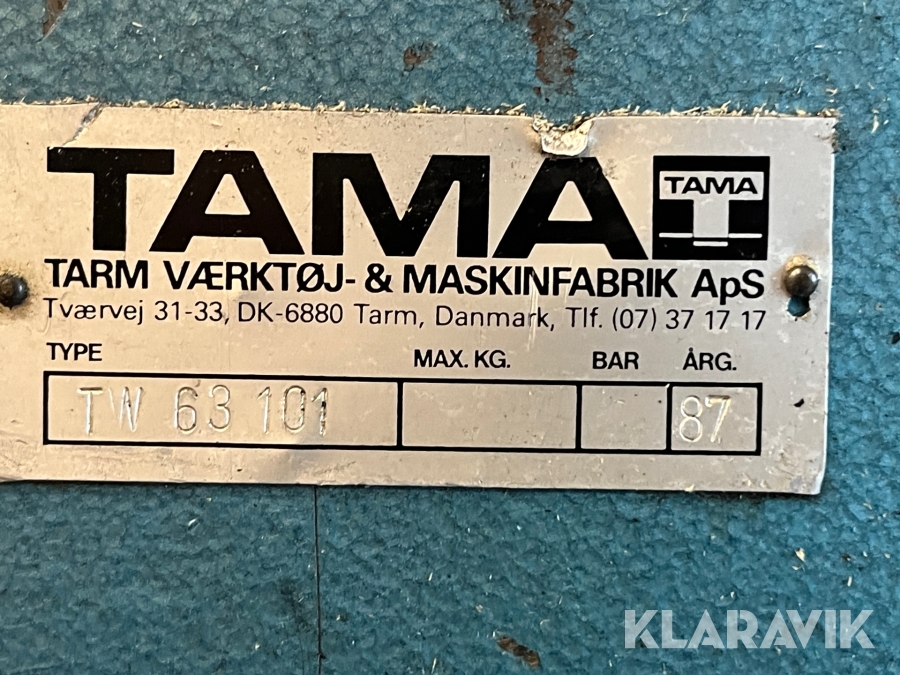 TAMA
TAMA
TARM VÆRKTØJ- & MASKINFABRIK ApS
Tværvej 31-33, DK-6880 Tarm, Danmark, Tlf. (07) 37 17 17
TYPE MAX. KG. BAR ÅRG.
TW 63 101 87
KLARAVIK